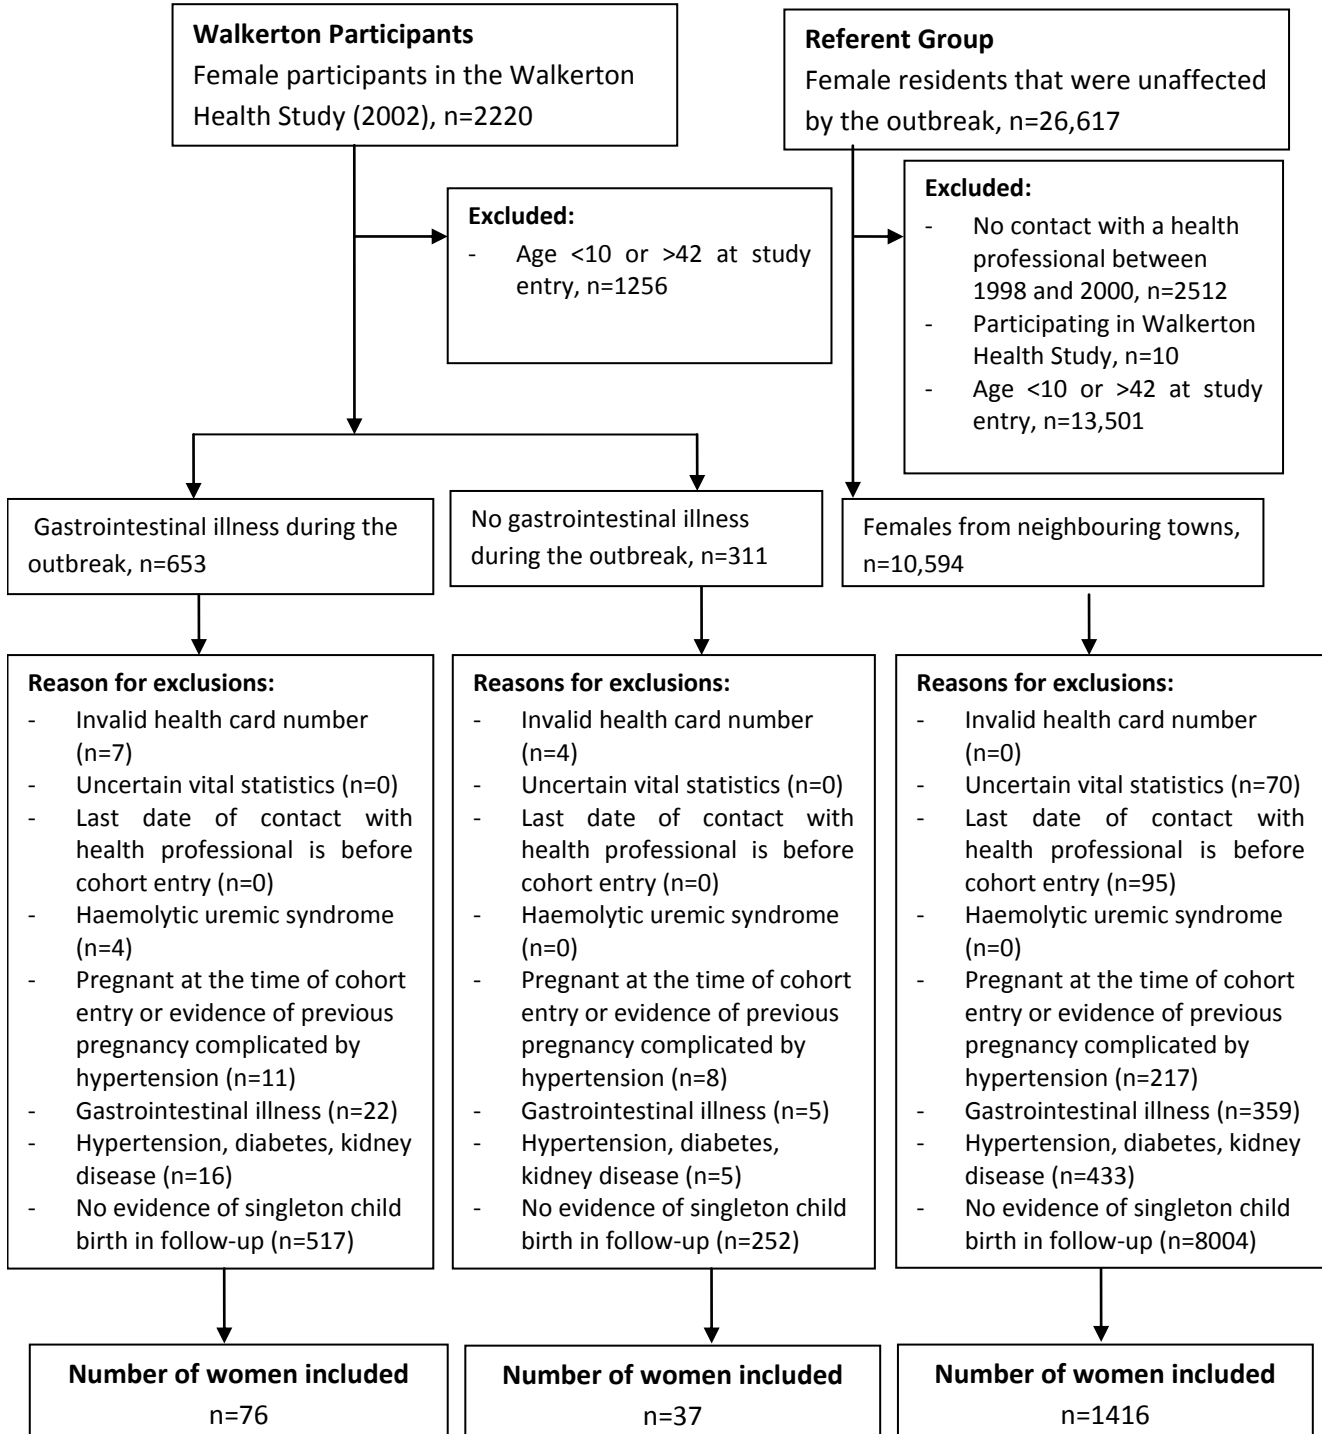 Walkerton Participants
Female participants in the Walkerton
Health Study (2002), n=2220
Referent Group
Female residents that were unaffected
by the outbreak, n=26,617
Excluded:
- Age <10 or >42 at study
entry, n=1256
Excluded:
- No contact with a health
professional between
1998 and 2000, n=2512
- Participating in Walkerton
Health Study, n=10
- Age <10 or >42 at study
entry, n=13,501
Gastrointestinal illness during the
outbreak, n=653
No gastrointestinal illness
during the outbreak, n=311
Females from neighbouring towns,
n=10,594
Reason for exclusions:
- Invalid health card number
(n=7)
- Uncertain vital statistics (n=0)
- Last date of contact with
health professional is before
cohort entry (n=0)
- Haemolytic uremic syndrome
(n=4)
- Pregnant at the time of cohort
entry or evidence of previous
pregnancy complicated by
hypertension (n=11)
- Gastrointestinal illness (n=22)
- Hypertension, diabetes, kidney
disease (n=16)
- No evidence of singleton child
birth in follow-up (n=517)
Reasons for exclusions:
- Invalid health card number
(n=4)
- Uncertain vital statistics (n=0)
- Last date of contact with
health professional is before
cohort entry (n=0)
- Haemolytic uremic syndrome
(n=0)
- Pregnant at the time of cohort
entry or evidence of previous
pregnancy complicated by
hypertension (n=8)
- Gastrointestinal illness (n=5)
- Hypertension, diabetes,
kidney disease (n=5)
- No evidence of singleton child
birth in follow-up (n=252)
Reasons for exclusions:
- Invalid health card number
(n=0)
- Uncertain vital statistics (n=70)
- Last date of contact with
health professional is before
cohort entry (n=95)
- Haemolytic uremic syndrome
(n=0)
- Pregnant at the time of cohort
entry or evidence of previous
pregnancy complicated by
hypertension (n=217)
- Gastrointestinal illness (n=359)
- Hypertension, diabetes, kidney
disease (n=433)
- No evidence of singleton child
birth in follow-up (n=8004)
Number of women included
n=76
Number of women included
n=37
Number of women included
n=1416